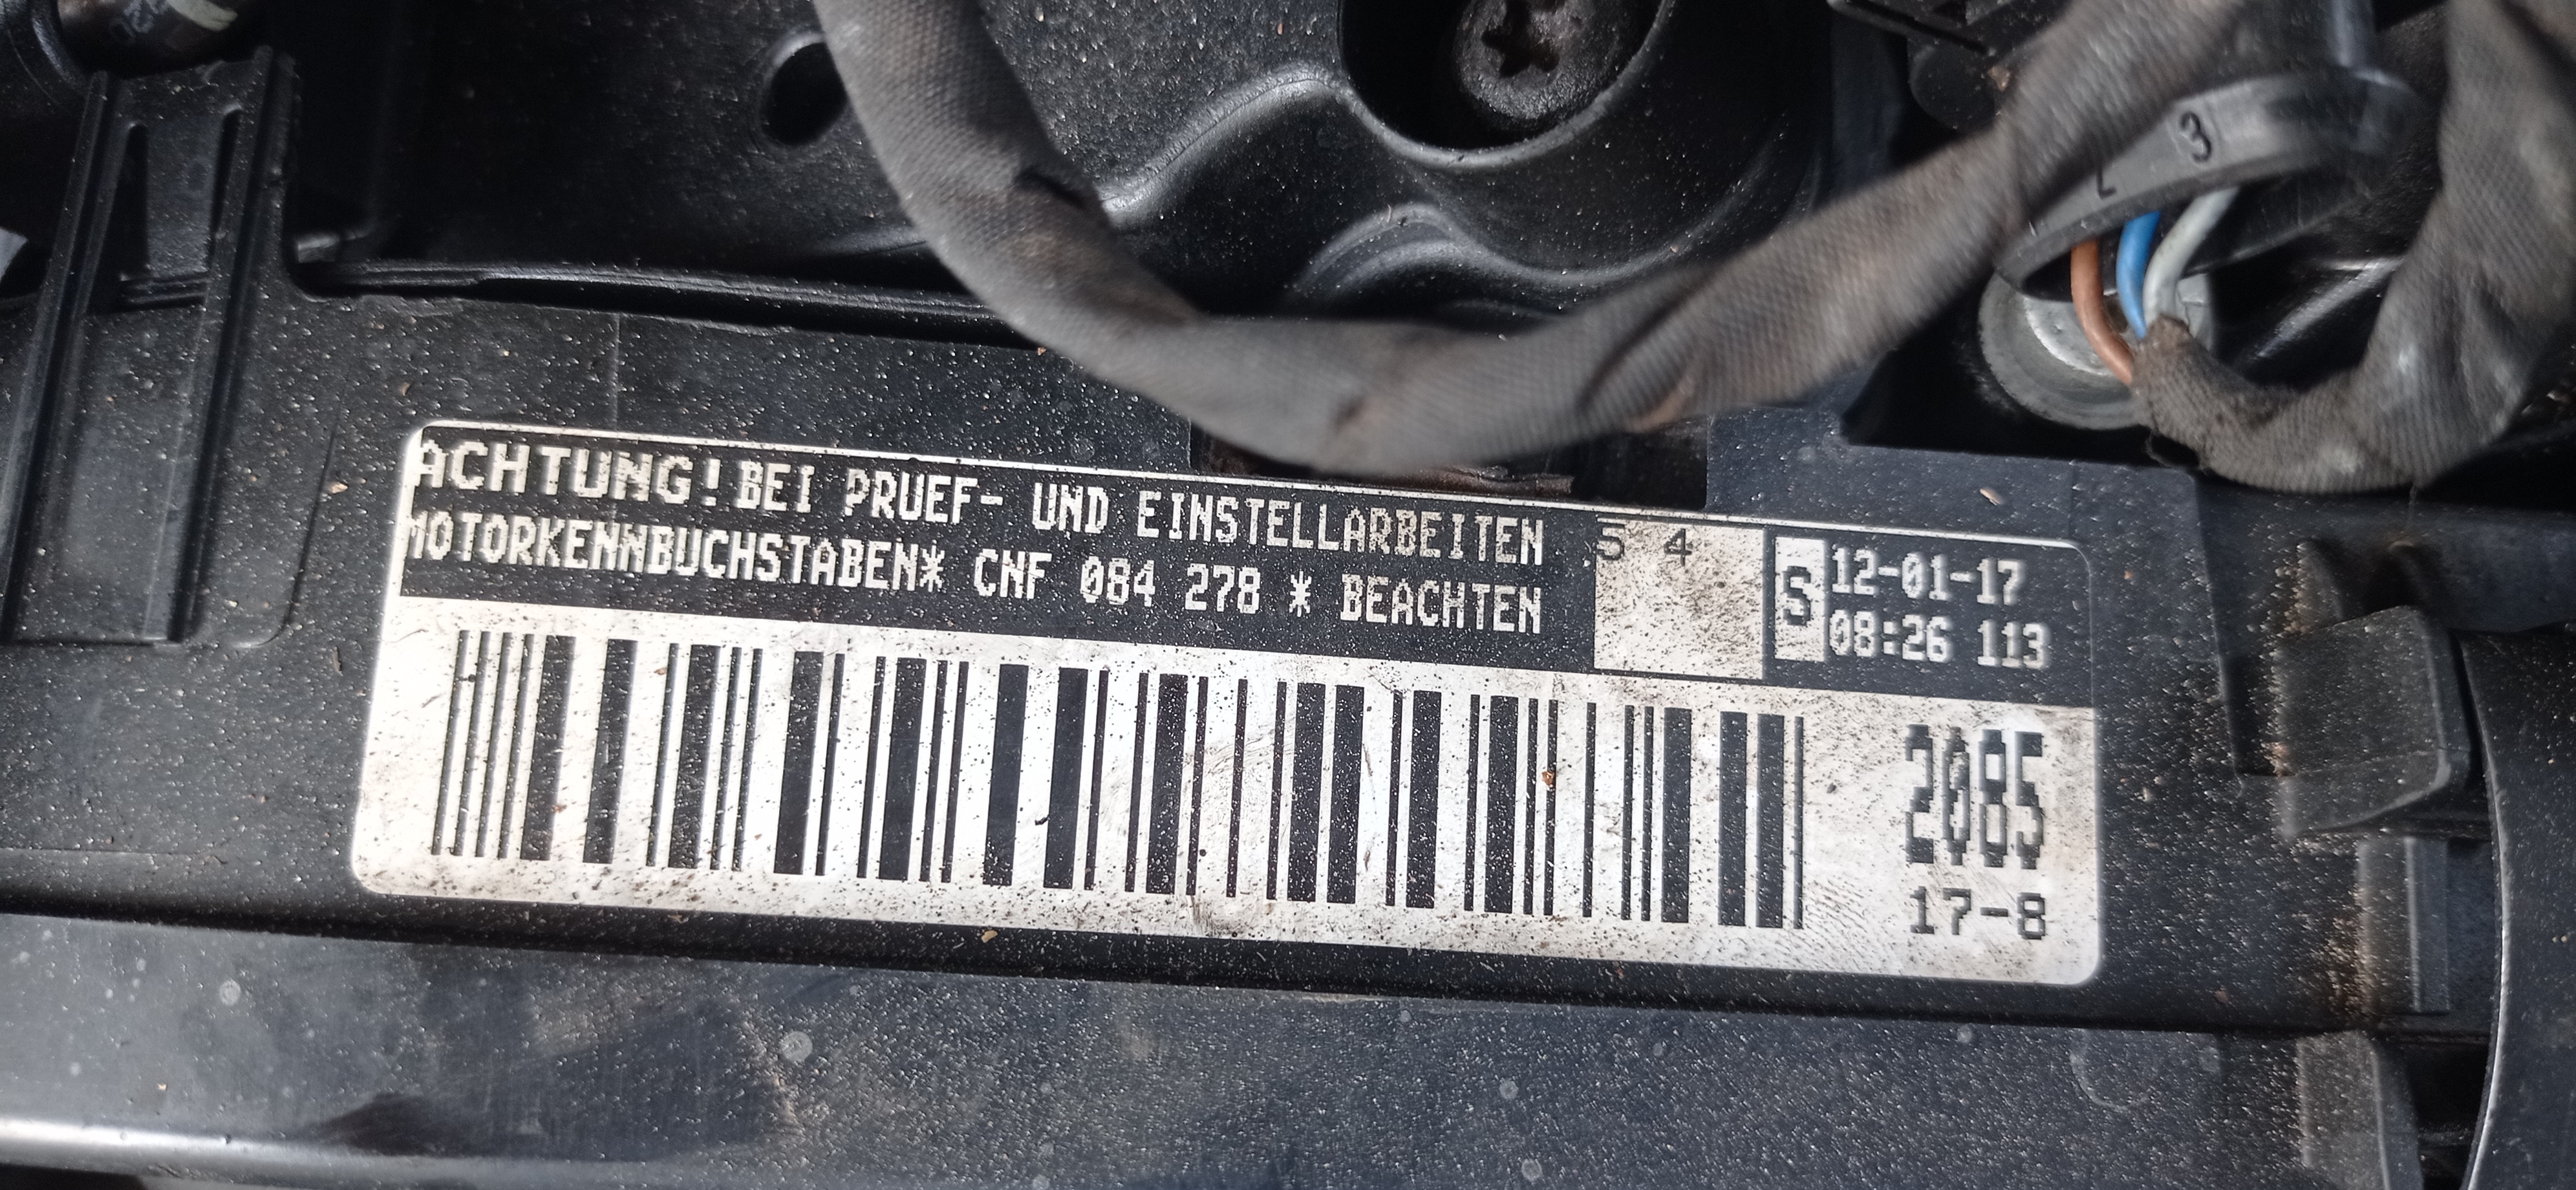 ACHTUNG! BEI PRUEF- UND EINSTELLARBEITEN
MOTORKENNBUCHSTABEN* CNF 084 278 * BEACHTEN
5 4
S
12-01-17
08:26 113
2085
17-8
3